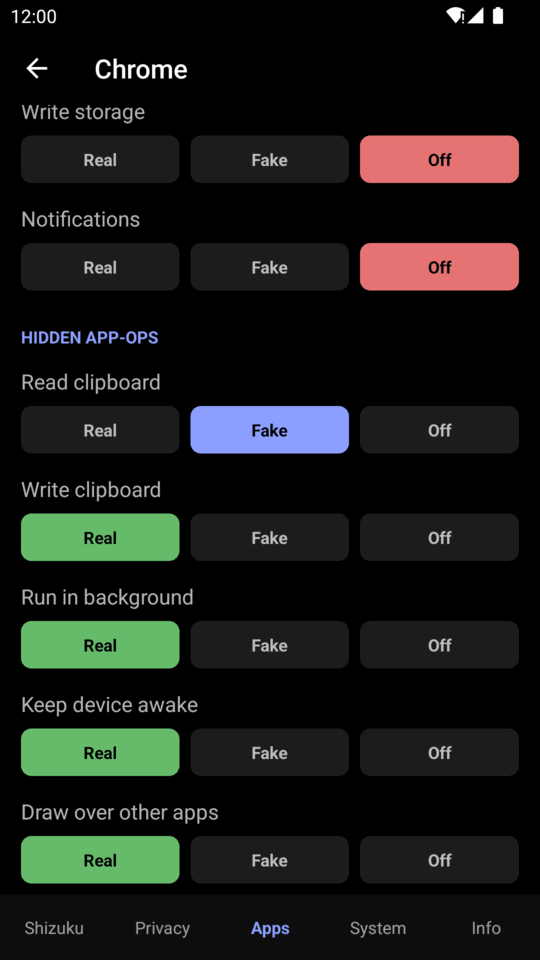 12:00
Chrome
Write storage
Real Fake Off
Notifications
Real Fake Off
HIDDEN APP-OPS
Read clipboard
Real Fake Off
Write clipboard
Real Fake Off
Run in background
Real Fake Off
Keep device awake
Real Fake Off
Draw over other apps
Real Fake Off
Shizuku Privacy Apps System Info